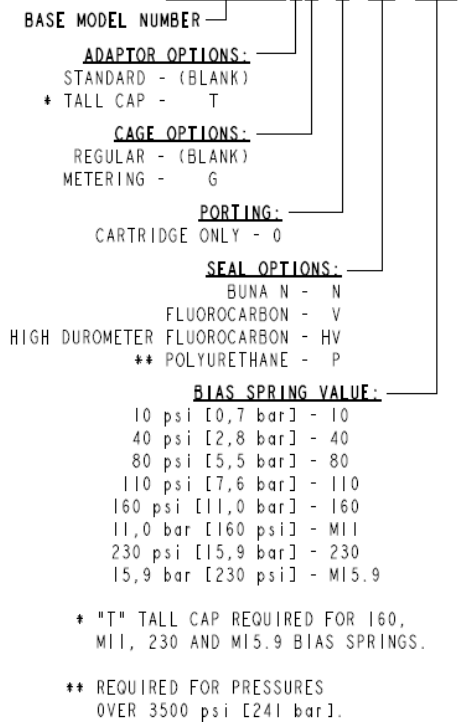 BASE MODEL NUMBER
ADAPTOR OPTIONS:
STANDARD - (BLANK)
* TALL CAP - T
CAGE OPTIONS:
REGULAR - (BLANK)
METERING - G
PORTING:
CARTRIDGE ONLY - 0
SEAL OPTIONS:
BUNA N - N
FLUOROCARBON - V
HIGH DUROMETER FLUOROCARBON - HV
** POLYURETHANE - P
BIAS SPRING VALUE:
10 psi [0,7 bar] - 10
40 psi [2,8 bar] - 40
80 psi [5,5 bar] - 80
110 psi [7,6 bar] - 110
160 psi [11,0 bar] - 160
11,0 bar [160 psi] - M11
230 psi [15,9 bar] - 230
15,9 bar [230 psi] - M15.9
* "T" TALL CAP REQUIRED FOR 160,
M11, 230 AND M15.9 BIAS SPRINGS.
** REQUIRED FOR PRESSURES
OVER 3500 psi [241 bar].